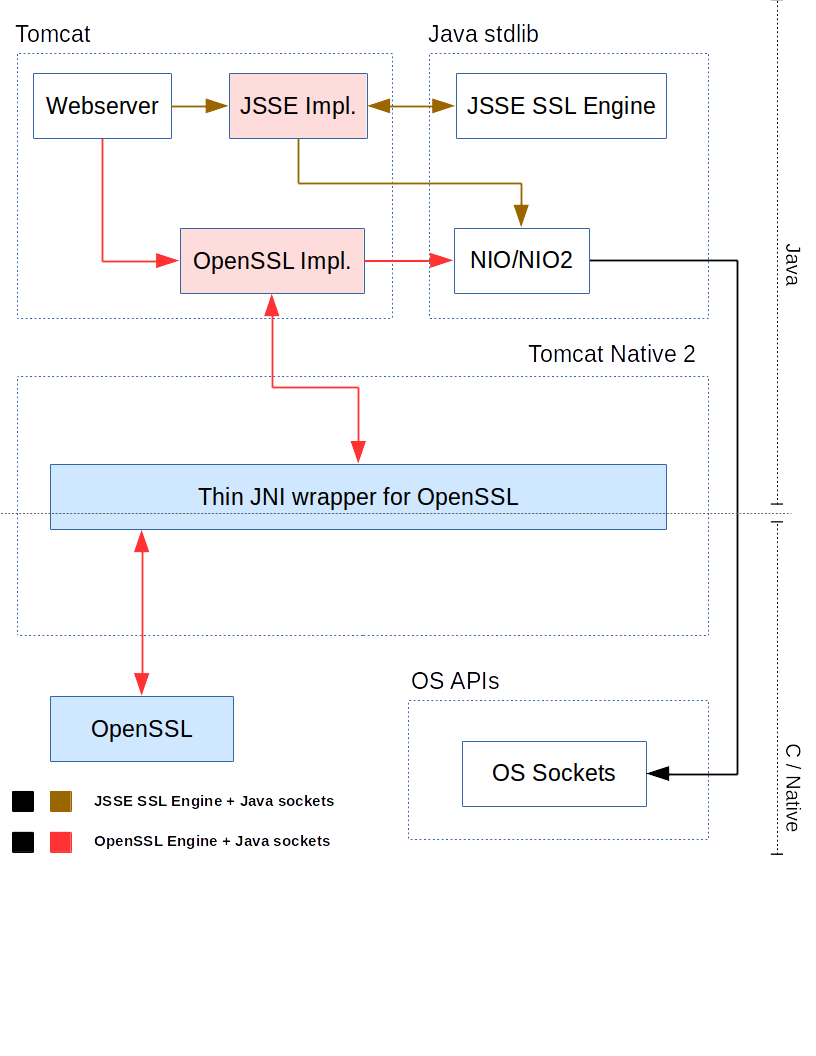 Tomcat
Java stdlib
Webserver
JSSE Impl.
JSSE SSL Engine
OpenSSL Impl.
NIO/NIO2
Java
Tomcat Native 2
Thin JNI wrapper for OpenSSL
OS APIs
OpenSSL
OS Sockets
C / Native
JSSE SSL Engine + Java sockets
OpenSSL Engine + Java sockets